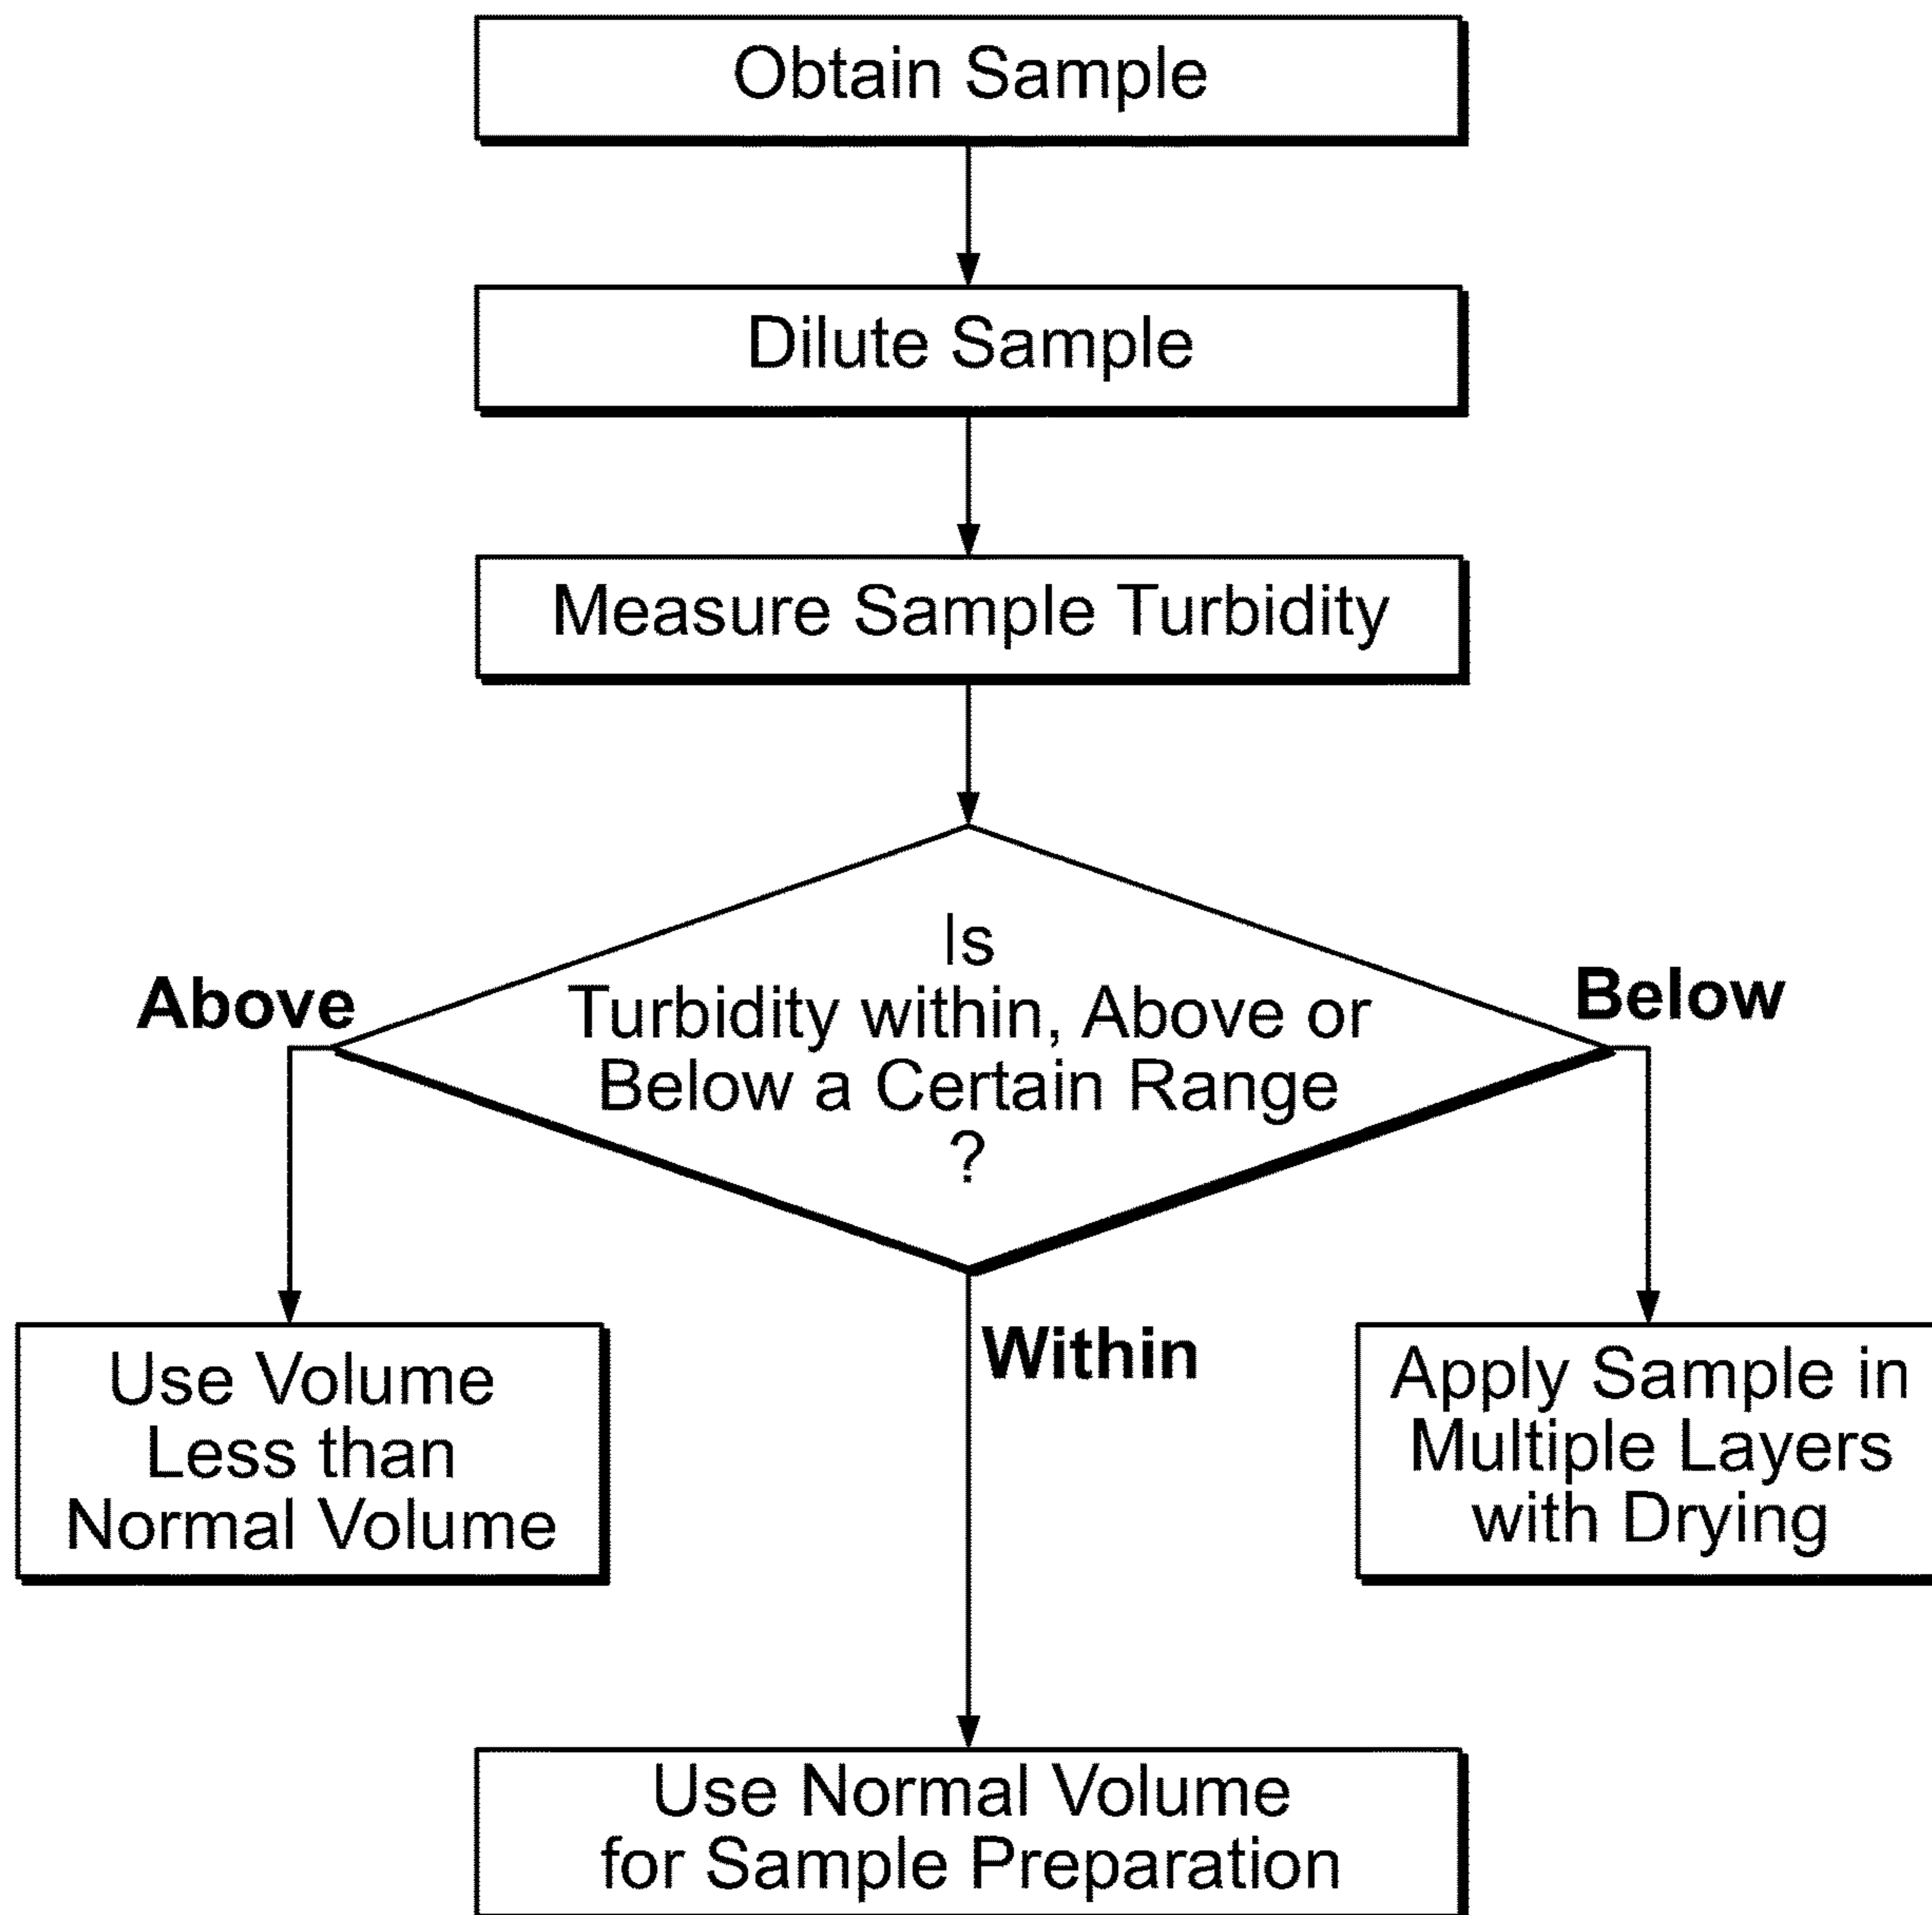 Obtain Sample
Dilute Sample
Measure Sample Turbidity
Is
Turbidity within, Above or
Below a Certain Range
?
Above
Below
Within
Use Volume
Less than
Normal Volume
Apply Sample in
Multiple Layers
with Drying
Use Normal Volume
for Sample Preparation